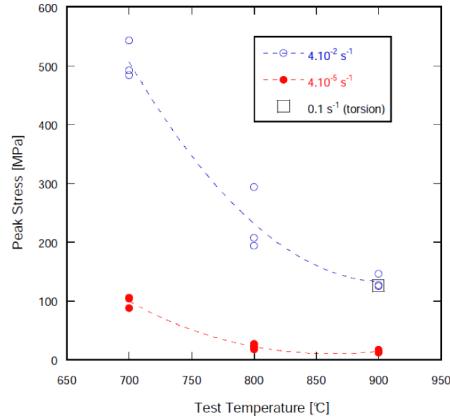 600
500
400
300
200
100
0
Peak Stress [MPa]
4.10⁻² s⁻¹
4.10⁻⁵ s⁻¹
0.1 s⁻¹ (torsion)
650 700 750 800 850 900 950
Test Temperature [°C]